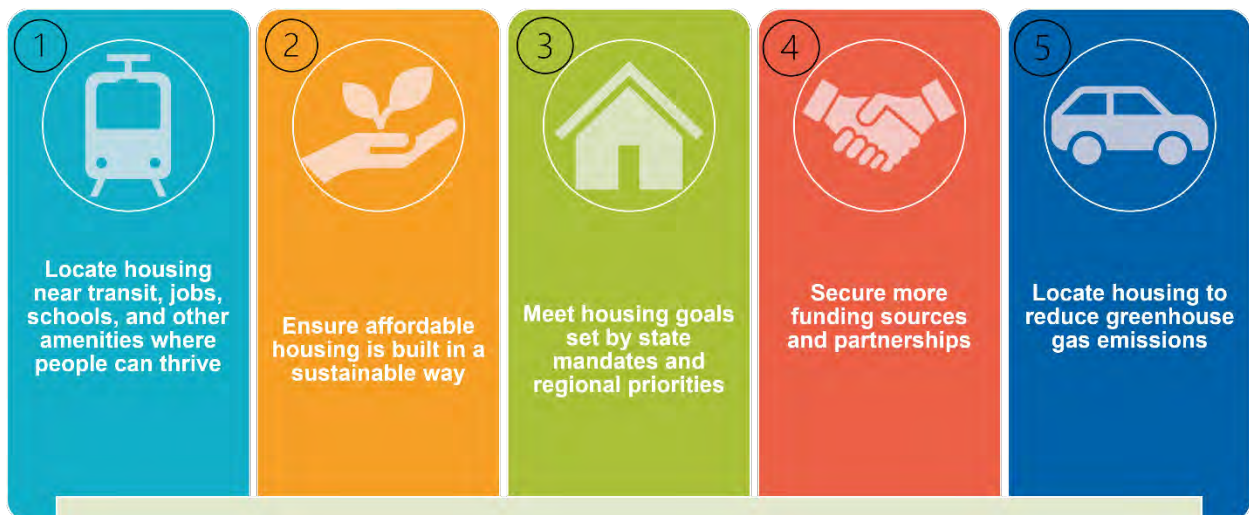 1
Locate housing
near transit, jobs,
schools, and other
amenities where
people can thrive
2
Ensure affordable
housing is built in a
sustainable way
3
Meet housing goals
set by state
mandates and
regional priorities
4
Secure more
funding sources
and partnerships
5
Locate housing to
reduce greenhouse
gas emissions